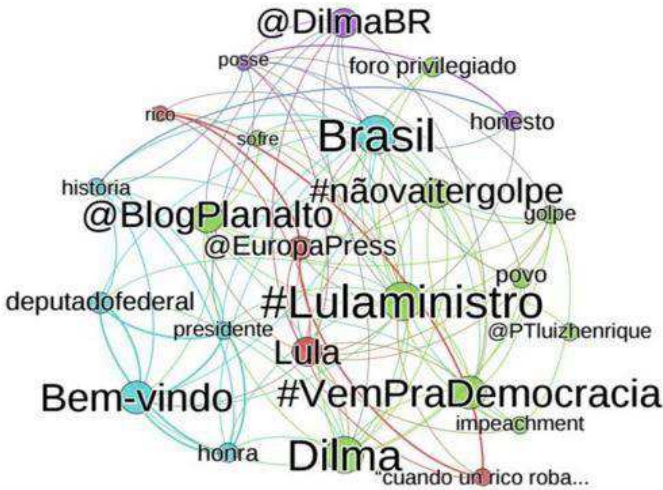 @DilmaBR
posse
foro privilegiado
rico
honesto
sofre
Brasil
história
#nãovaitergolpe
@BlogPlanalto
golpe
@EuropaPress
povo
deputadofederal
#Lulaministro
presidente
@PTluizhenrique
Lula
Bem-vindo
#VemPraDemocracia
impeachment
honra
Dilma
"cuando un rico roba...